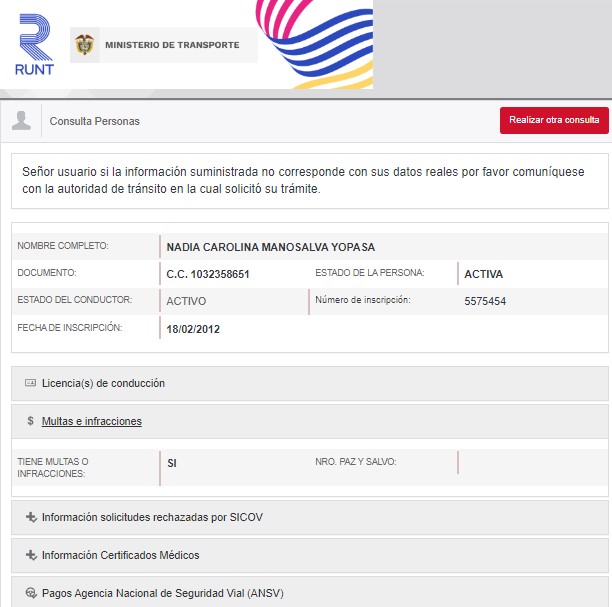 RUNT
MINISTERIO DE TRANSPORTE
Consulta Personas
Realizar otra consulta
Señor usuario si la información suministrada no corresponde con sus datos reales por favor comuníquese
con la autoridad de tránsito en la cual solicitó su trámite.
NOMBRE COMPLETO: NADIA CAROLINA MANOSALVA YOPASA
DOCUMENTO: C.C. 1032358651 ESTADO DE LA PERSONA: ACTIVA
ESTADO DEL CONDUCTOR: ACTIVO Número de inscripción: 5575454
FECHA DE INSCRIPCIÓN: 18/02/2012
Licencia(s) de conducción
$ Multas e infracciones
TIENE MULTAS O
INFRACCIONES: SI NRO. PAZ Y SALVO:
Información solicitudes rechazadas por SICOV
Información Certificados Médicos
Pagos Agencia Nacional de Seguridad Vial (ANSV)